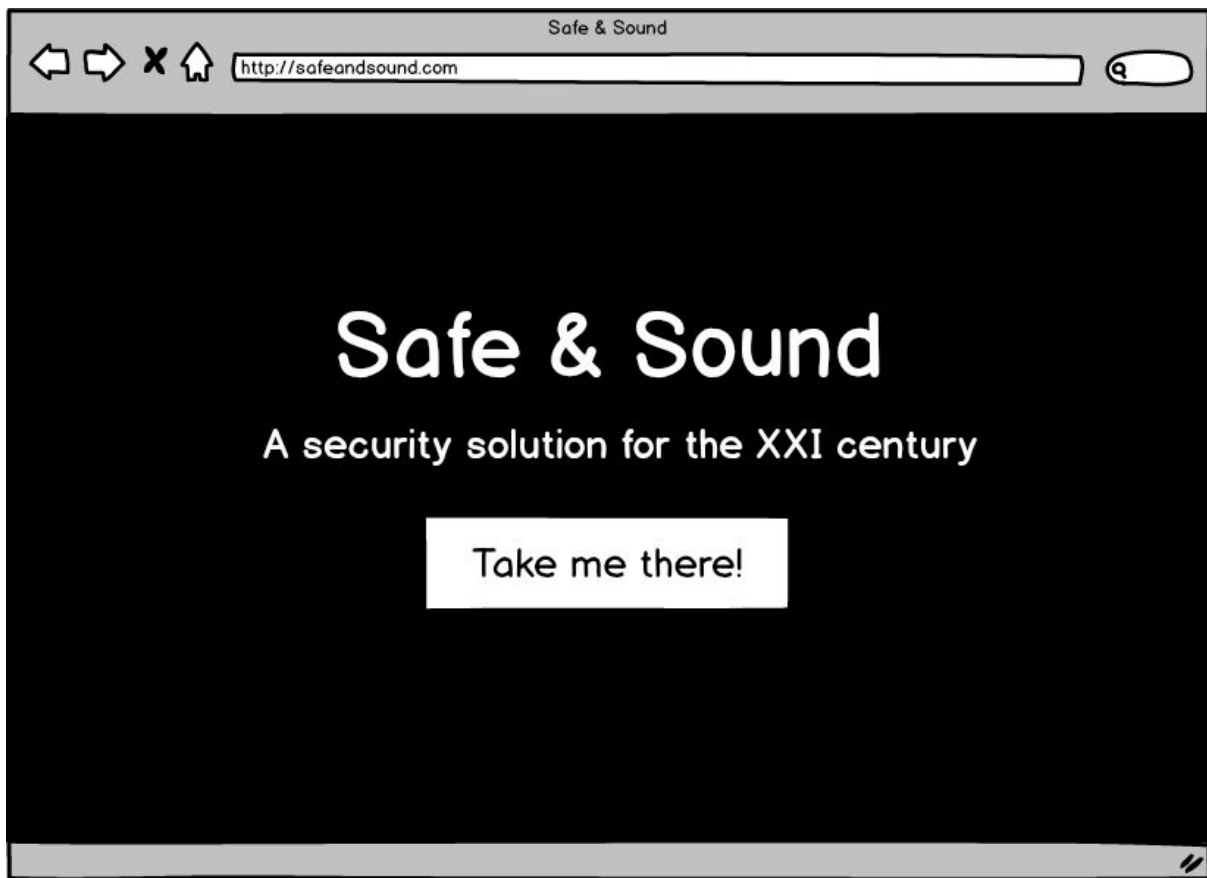 Safe & Sound
http://safeandsound.com
Safe & Sound
A security solution for the XXI century
Take me there!